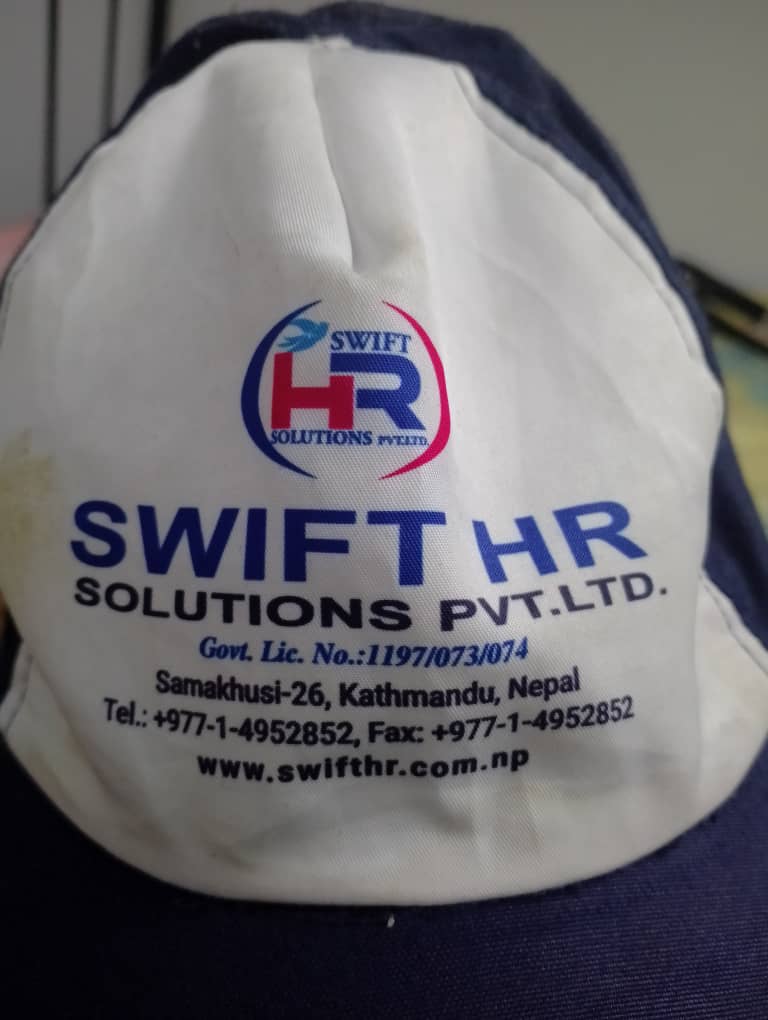 SWIFT
HR
SOLUTIONS PVT.LTD.
SWIFT HR
SOLUTIONS PVT.LTD.
Govt. Lic. No.:1197/073/074
Samakhusi-26, Kathmandu, Nepal
Tel.: +977-1-4952852, Fax: +977-1-4952852
www.swifthr.com.np